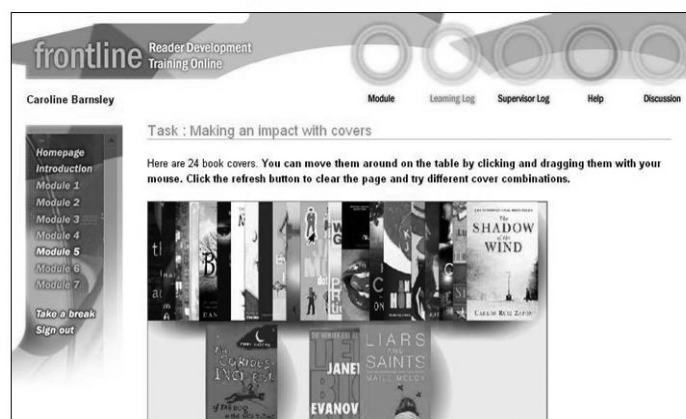 frontline Reader Development
Training Online
Caroline Barnsley
Module Learning Log Supervisor Log Help Discussion
Homepage
Introduction
Module 1
Module 2
Module 3
Module 4
Module 5
Module 6
Module 7
Take a break
Sign out
Task : Making an impact with covers
Here are 24 book covers. You can move them around on the table by clicking and dragging them with your
mouse. Click the refresh button to clear the page and try different cover combinations.
The
SHADOW
of the
WIND
CARLOS RUIZ ZAFON
DAN
THE
CURIOUS
INCIDENT
JANET
EVANOV
LIARS
AND
SAINTS
MAILE MELOY